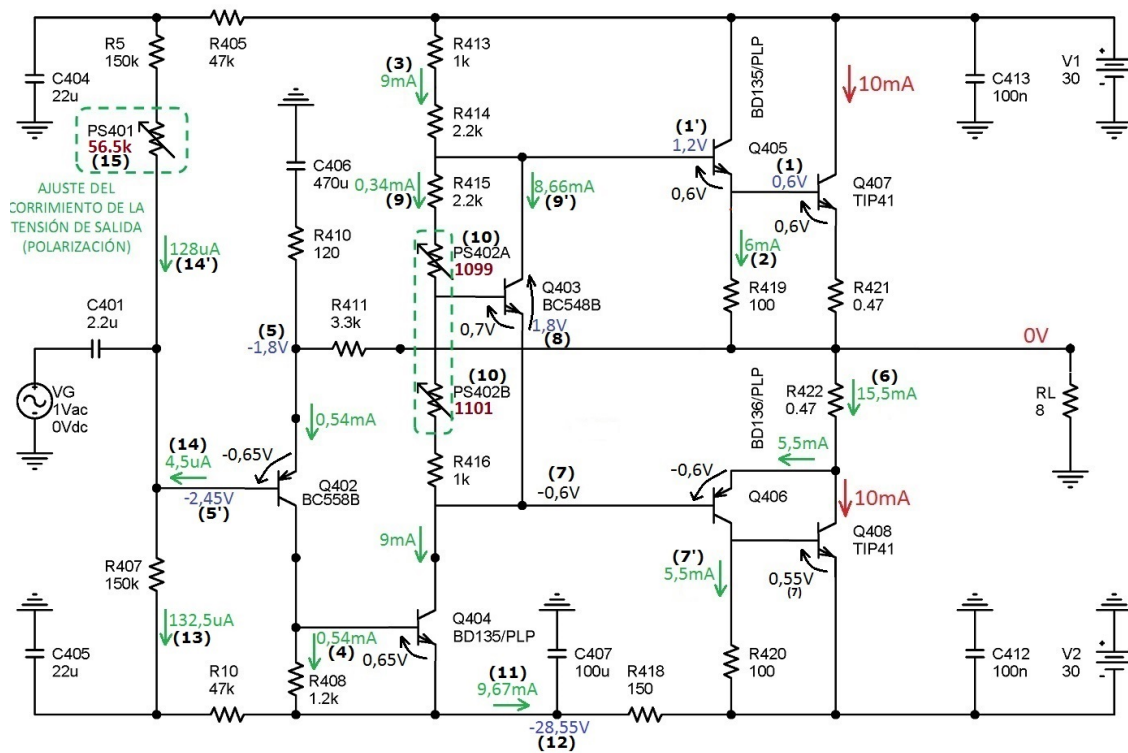 R5
150k
R405
47k
C404
22u
PS401
56.5k
(15)
AJUSTE DEL
CORRIMIENTO DE LA
TENSIÓN DE SALIDA
(POLARIZACIÓN)
128uA
(14')
C401
2.2u
VG
1Vac
0Vdc
(14)
4,5uA
-2,45V
(5')
R407
150k
132,5uA
(13)
C405
22u
R10
47k
C406
470u
R410
120
R411
3.3k
(5)
-1,8V
0,54mA
-0,65V
Q402
BC558B
0,54mA
(4)
R408
1.2k
R413
1k
(3)
9mA
R414
2.2k
0,34mA
(9)
R415
2.2k
8,66mA
(9')
(10)
PS402A
1099
Q403
BC548B
0,7V
1,8V
(8)
(10)
PS402B
1101
R416
1k
(7)
-0,6V
9mA
Q404
BD135/PLP
0,65V
(11)
9,67mA
-28,55V
(12)
C407
100u
R418
150
BD135/PLP
(1')
1,2V
Q405
0,6V
(1)
0,6V
10mA
Q407
TIP41
0,6V
6mA
(2)
R419
100
R421
0.47
0V
BD136/PLP
R422
0.47
(6)
15,5mA
5,5mA
-0,6V
Q406
10mA
Q408
TIP41
(7')
5,5mA
0,55V
(7)
R420
100
C413
100n
V1
30
RL
8
C412
100n
V2
30